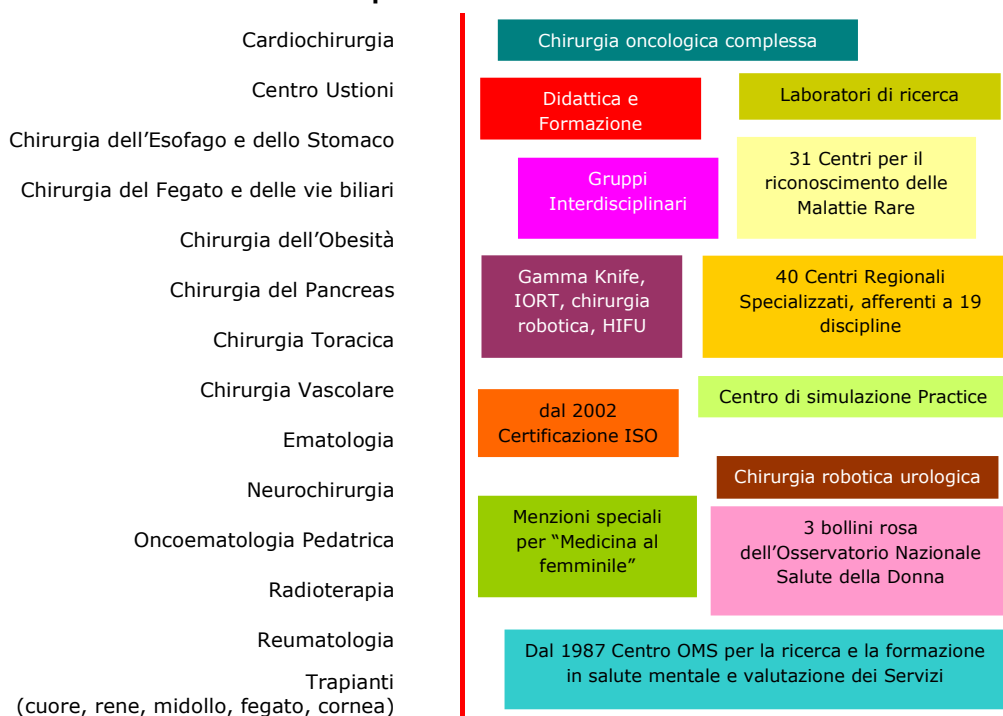 Cardiochirurgia
Centro Ustioni
Chirurgia dell'Esofago e dello Stomaco
Chirurgia del Fegato e delle vie biliari
Chirurgia dell'Obesità
Chirurgia del Pancreas
Chirurgia Toracica
Chirurgia Vascolare
Ematologia
Neurochirurgia
Oncoematologia Pedatrica
Radioterapia
Reumatologia
Trapianti
(cuore, rene, midollo, fegato, cornea)
Chirurgia oncologica complessa
Didattica e
Formazione
Laboratori di ricerca
Gruppi
Interdisciplinari
31 Centri per il
riconoscimento delle
Malattie Rare
Gamma Knife,
IORT, chirurgia
robotica, HIFU
40 Centri Regionali
Specializzati, afferenti a 19
discipline
dal 2002
Certificazione ISO
Centro di simulazione Practice
Chirurgia robotica urologica
Menzioni speciali
per “Medicina al
femminile”
3 bollini rosa
dell'Osservatorio Nazionale
Salute della Donna
Dal 1987 Centro OMS per la ricerca e la formazione
in salute mentale e valutazione dei Servizi